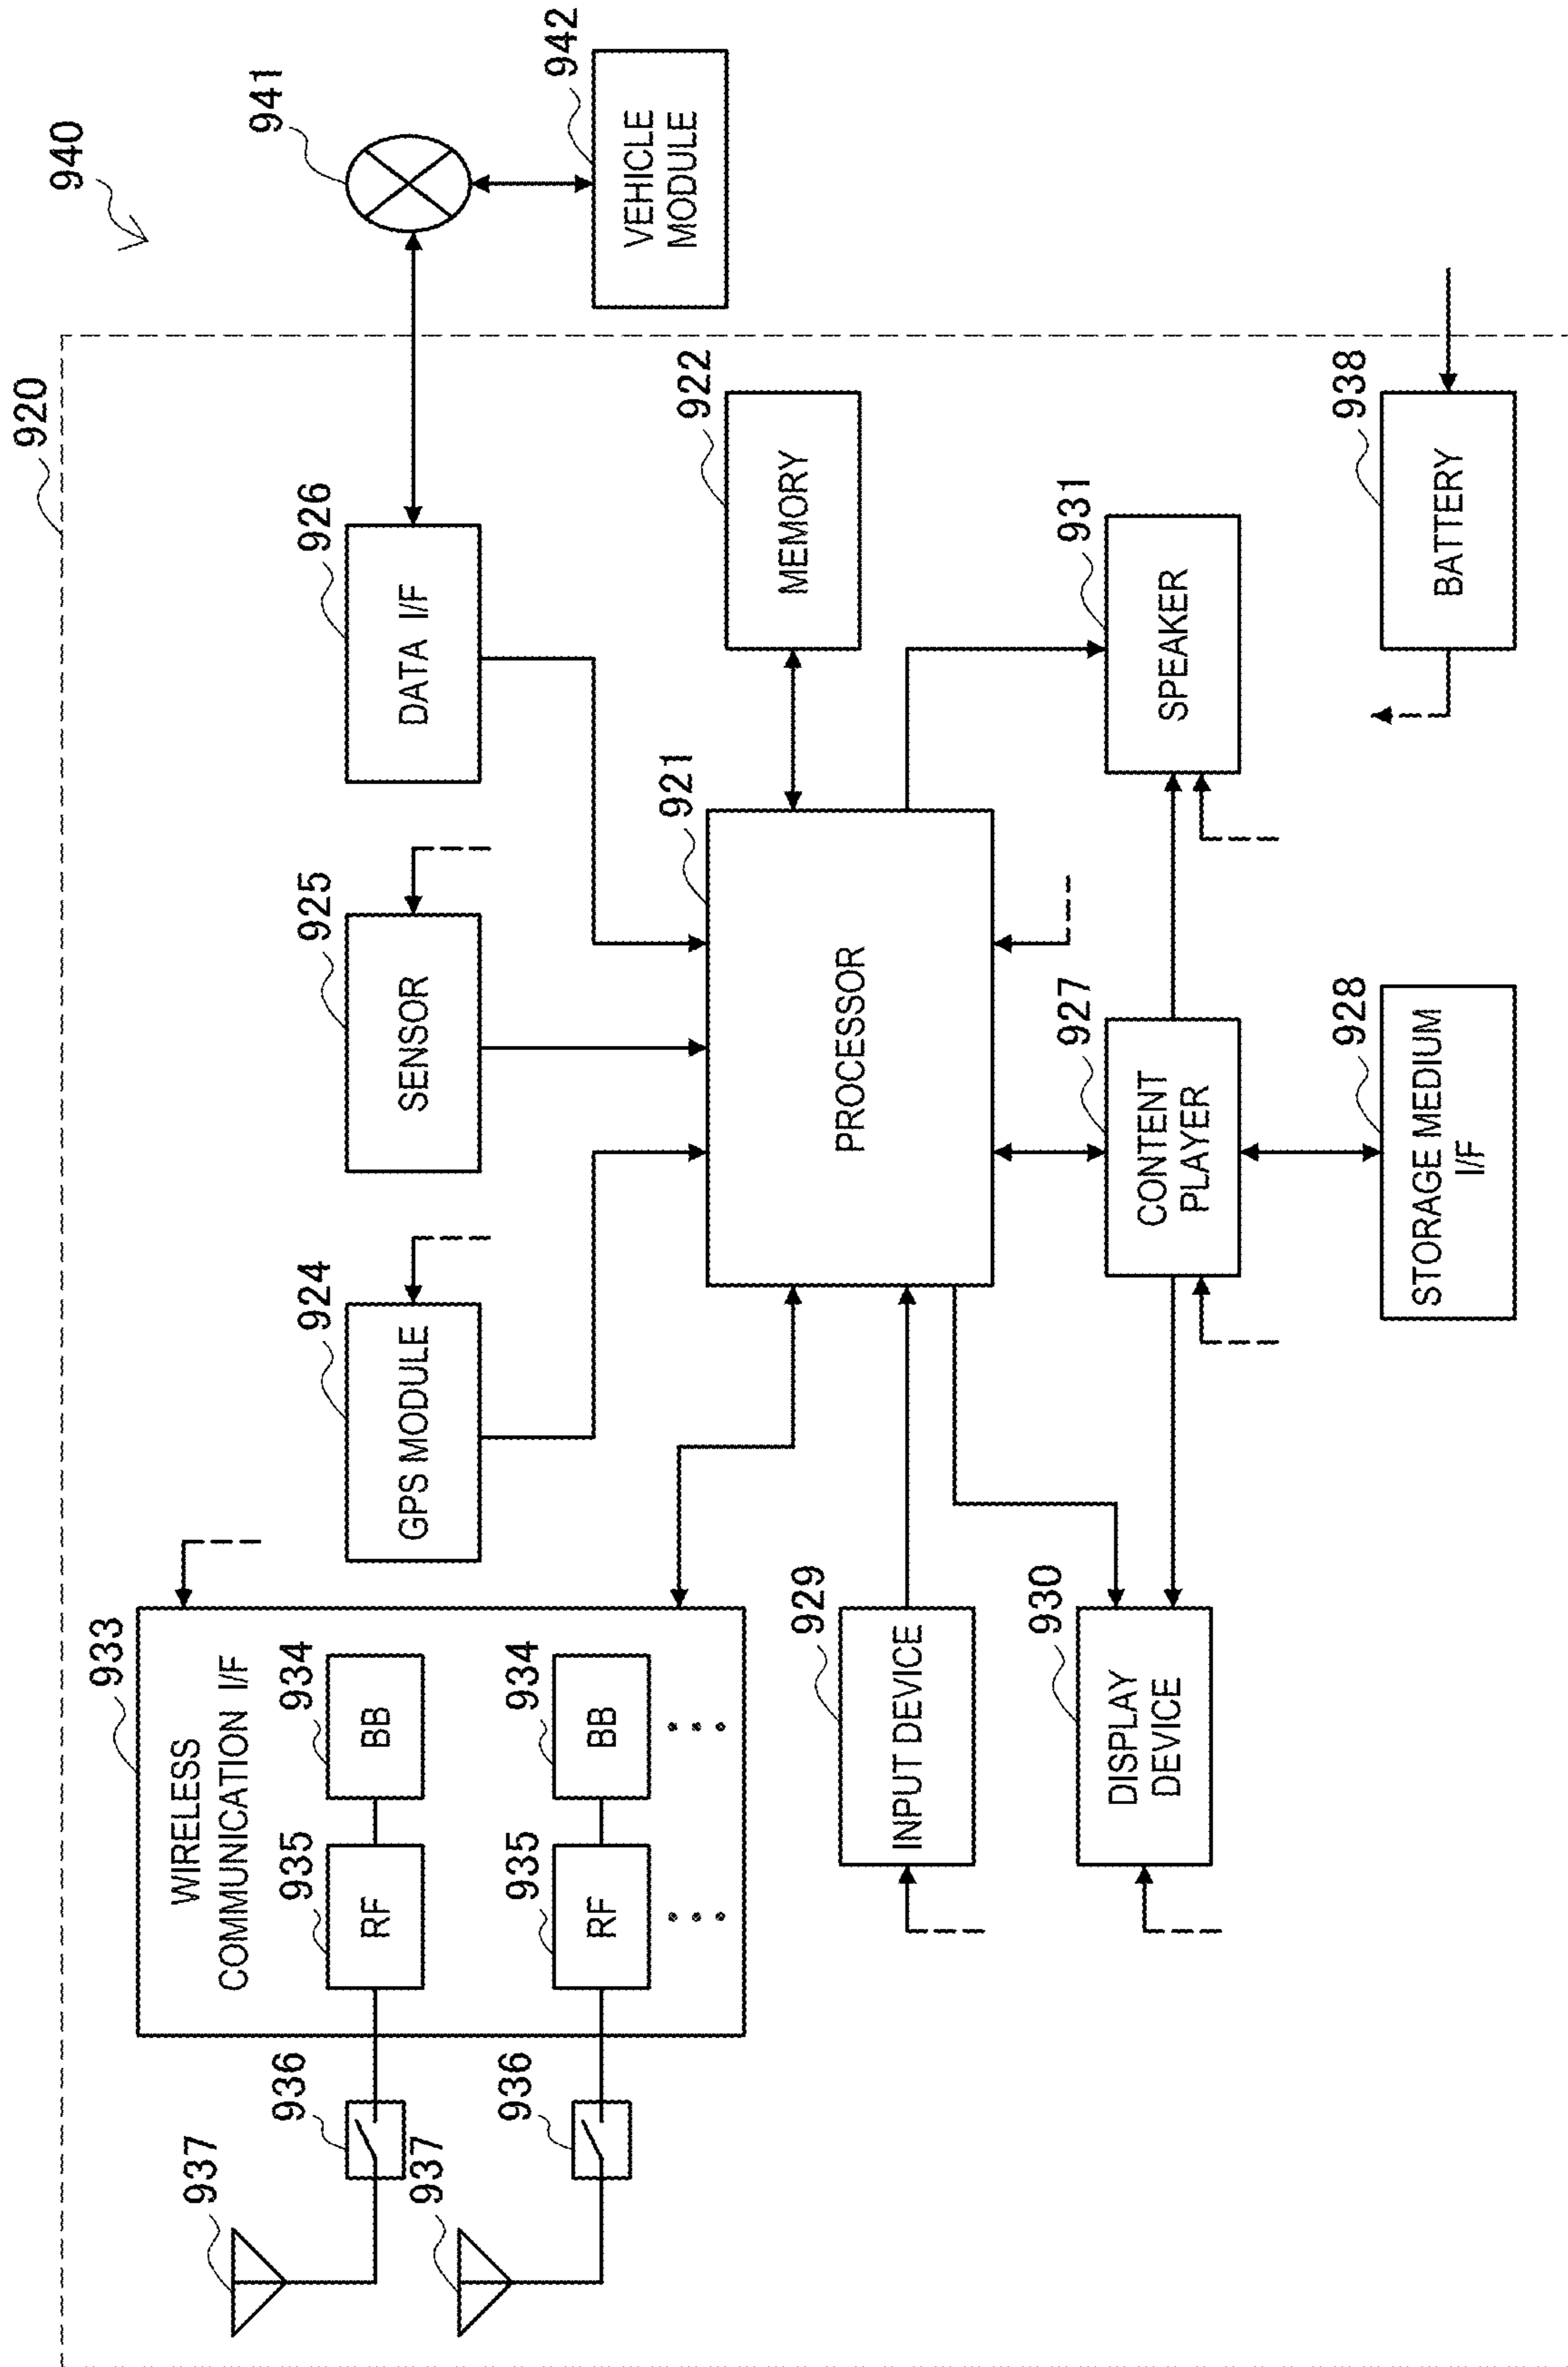 940
920
941
942
VEHICLE
MODULE
933
WIRELESS
COMMUNICATION I/F
924
GPS MODULE
925
SENSOR
926
DATA I/F
937
936
935
RF
934
BB
937
936
935
RF
934
BB
921
PROCESSOR
922
MEMORY
929
INPUT DEVICE
930
DISPLAY
DEVICE
927
CONTENT
PLAYER
931
SPEAKER
928
STORAGE MEDIUM
I/F
938
BATTERY